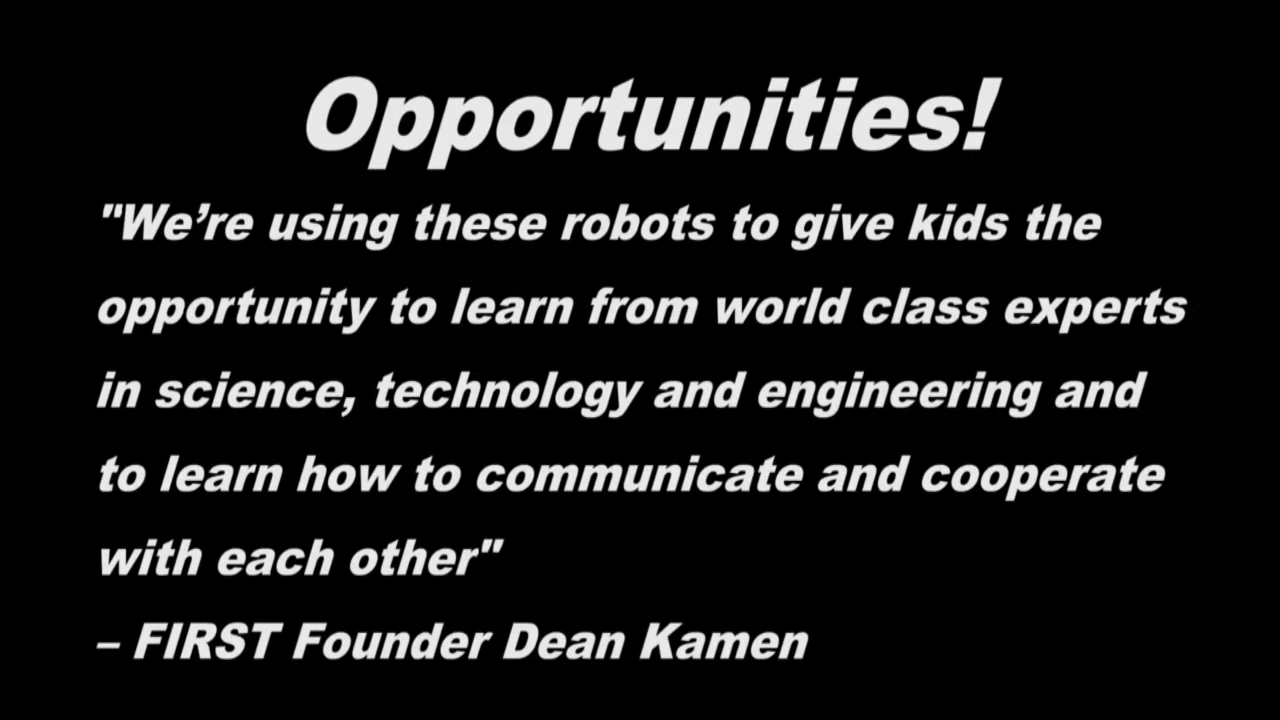 Opportunities!
"We’re using these robots to give kids the
opportunity to learn from world class experts
in science, technology and engineering and
to learn how to communicate and cooperate
with each other"
– FIRST Founder Dean Kamen